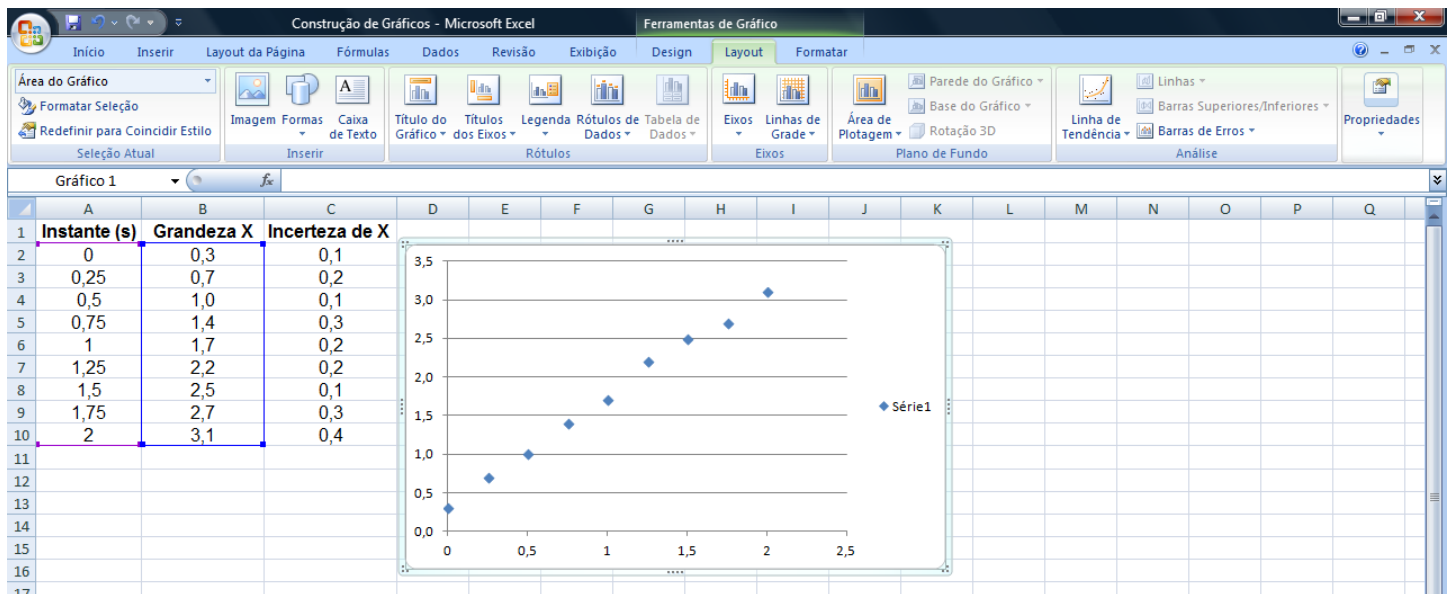 Construção de Gráficos - Microsoft Excel
Ferramentas de Gráfico
Início Inserir Layout da Página Fórmulas Dados Revisão Exibição Design Layout Formatar
Área do Gráfico
Formatar Seleção
Redefinir para Coincidir Estilo
Seleção Atual
Imagem Formas Caixa de Texto
Inserir
Título do Gráfico Títulos dos Eixos Legenda Rótulos de Dados Tabela de Dados
Rótulos
Eixos Linhas de Grade
Eixos
Área de Plotagem
Parede do Gráfico
Base do Gráfico
Rotação 3D
Plano de Fundo
Linha de Tendência
Linhas
Barras Superiores/Inferiores
Barras de Erros
Análise
Propriedades
Gráfico 1 fx
A B C D E F G H I J K L M N O P Q
1 Instante (s) Grandeza X Incerteza de X
2 0 0,3 0,1
3 0,25 0,7 0,2
4 0,5 1,0 0,1
5 0,75 1,4 0,3
6 1 1,7 0,2
7 1,25 2,2 0,2
8 1,5 2,5 0,1
9 1,75 2,7 0,3
10 2 3,1 0,4
11
12
13
14
15
16
17
3,5
3,0
2,5
2,0
1,5
1,0
0,5
0,0
0 0,5 1 1,5 2 2,5
Série1